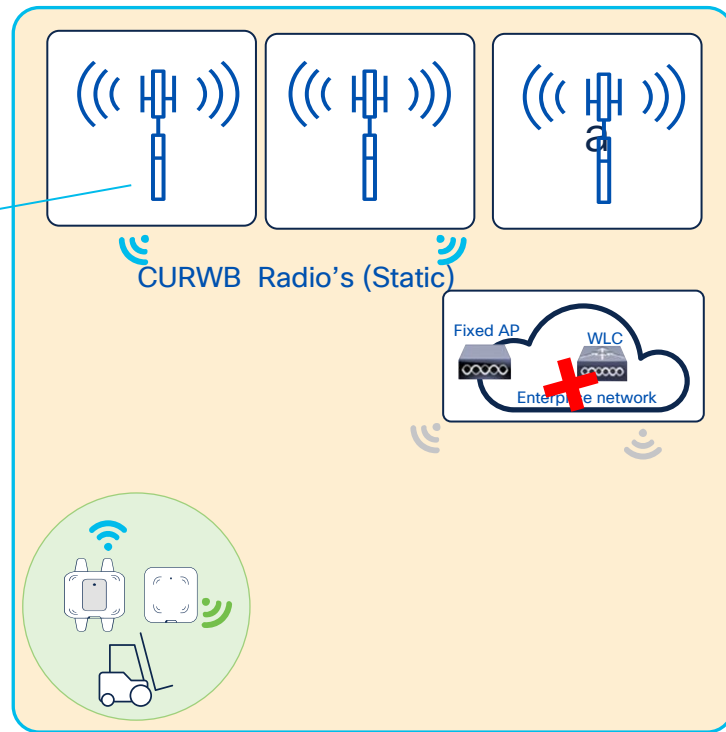 a
CURWB Radio's (Static)
Fixed AP
WLC
Enterprise network